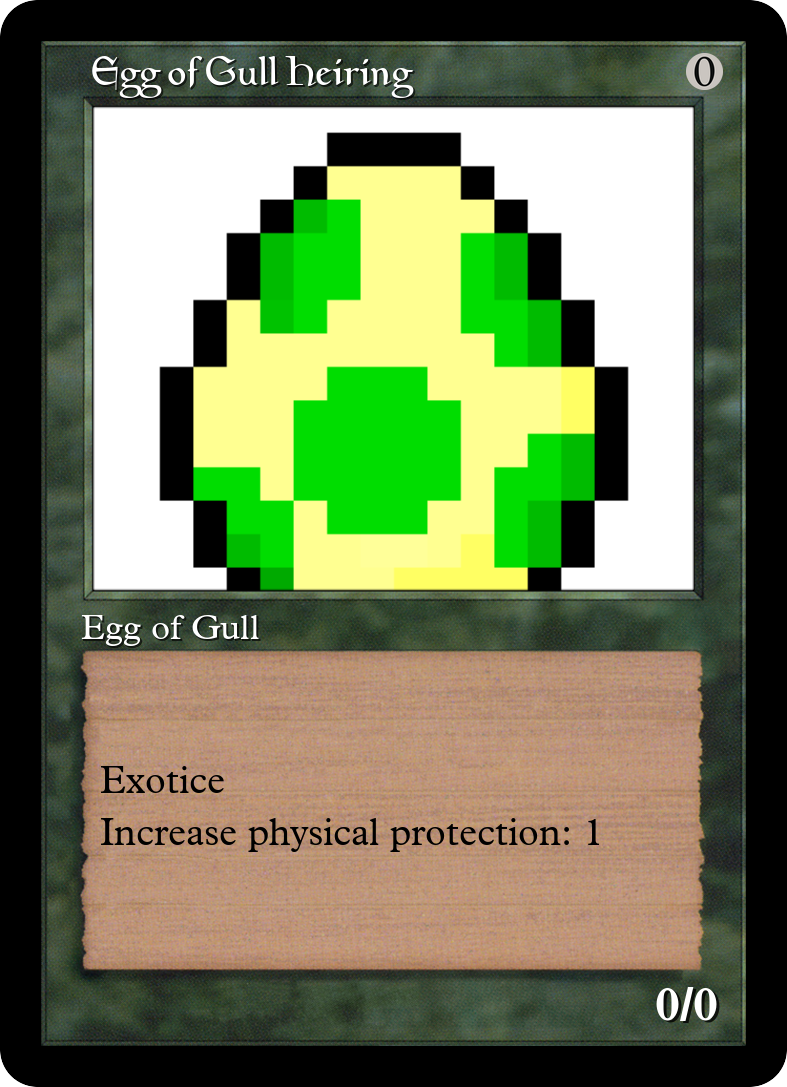 Egg of Gull Heiring
0
Egg of Gull
Exotice
Increase physical protection: 1
0/0